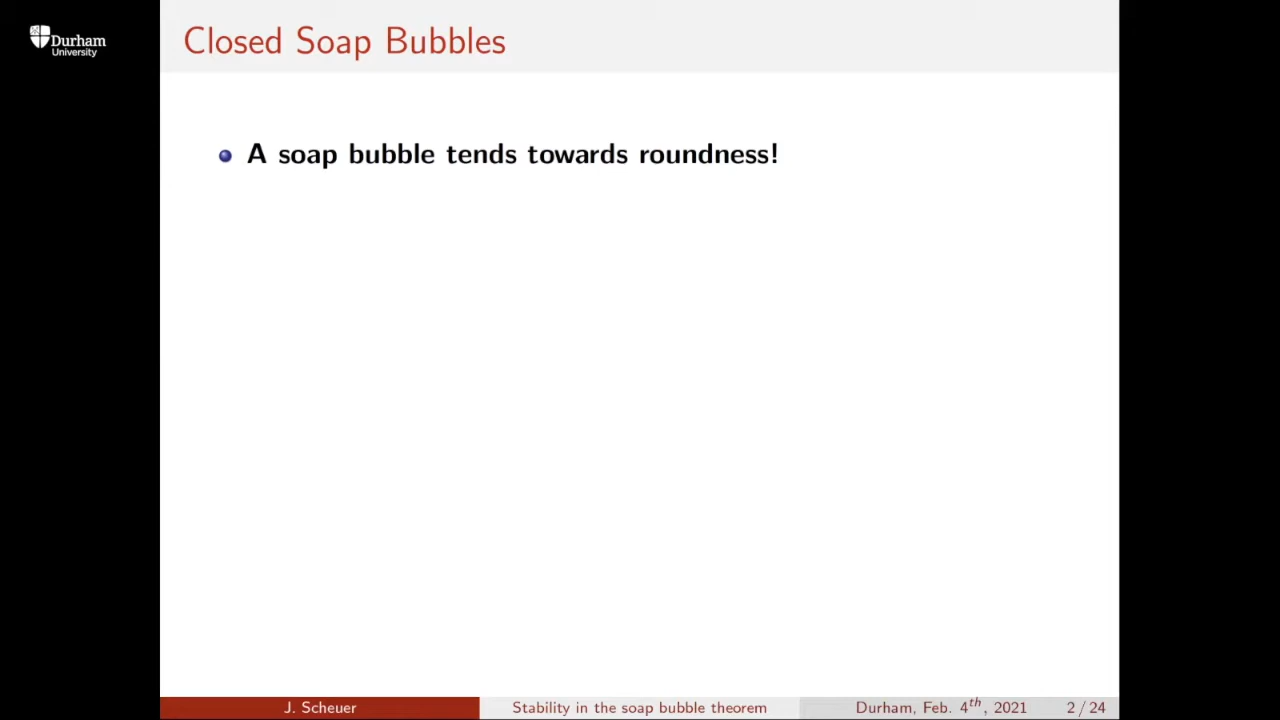 Durham
University
Closed Soap Bubbles
A soap bubble tends towards roundness!
J. Scheuer
Stability in the soap bubble theorem
Durham, Feb. 4th, 2021
2 / 24